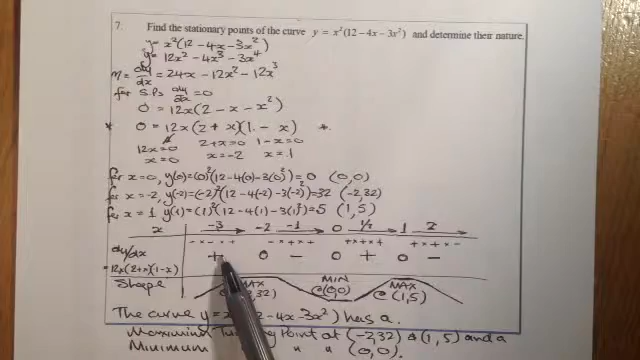 7. Find the stationary points of the curve y = x²(12 – 4x – 3x²) and determine their nature.
y = x²(12 - 4x - 3x²)
y = 12x² - 4x³ - 3x⁴
m = dy/dx = 24x - 12x² - 12x³
for S.Ps dy/dx = 0
0 = 12x(2 - x - x²)
* 0 = 12x(2 + x)(1 - x) *
12x = 0 2+x=0 1-x=0
x = 0 x = -2 x = 1
for x = 0, y(0) = (0)²(12 - 4(0) - 3(0)²) = 0 (0,0)
for x = -2, y(-2) = (-2)²(12 - 4(-2) - 3(-2)²) = 32 (-2,32)
for x = 1 y(1) = (1)²(12 - 4(1) - 3(1)²) = 5 (1,5)
x -3 -2 -1 0 1/2 1 2
- × - × + - × + × + + × + × + + × + × -
dy/dx + 0 - 0 + 0 -
= 12x(2+x)(1-x)
Shape MAX ,32) MIN @(0,0) MAX @(1,5)
The curve y = x 2 - 4x - 3x²) has a
Maximum Tu g Point at (-2,32) & (1,5) and a
Minimum " " (0,0).